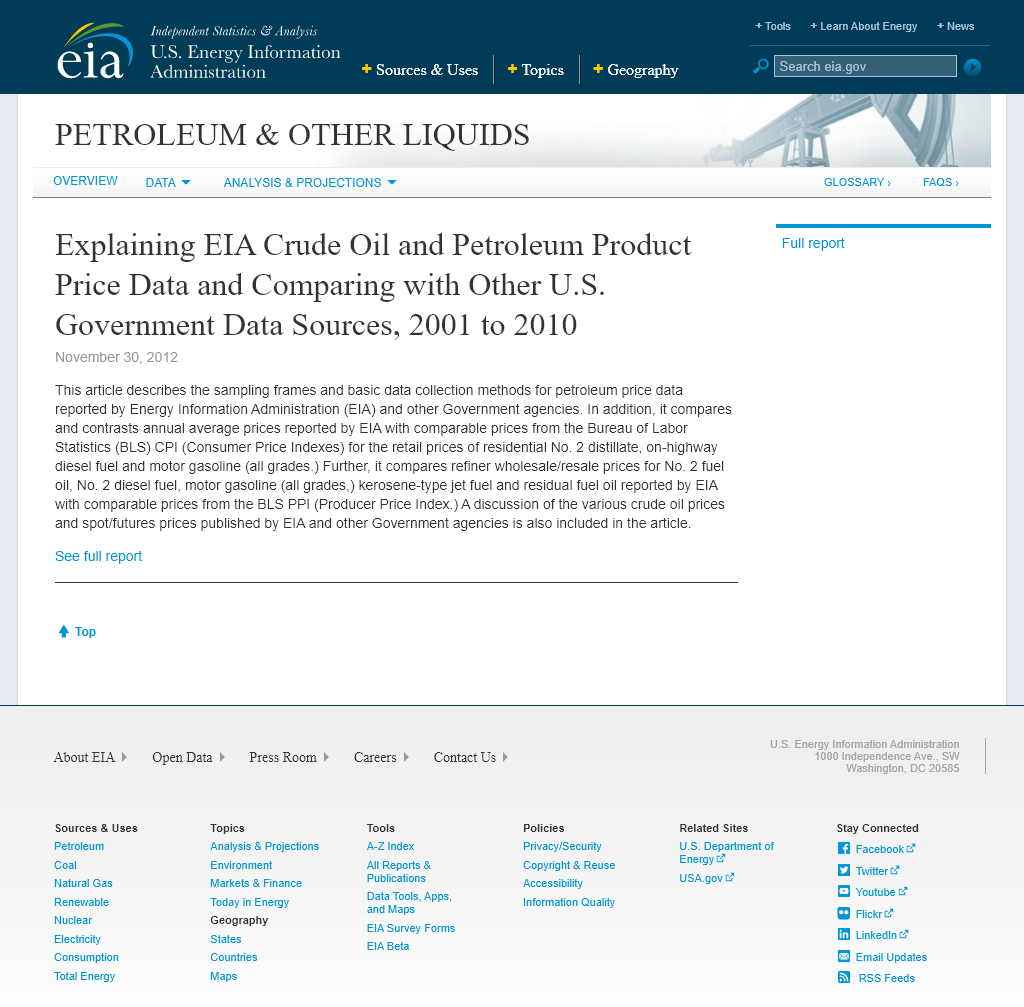 eia
Independent Statistics & Analysis
U.S. Energy Information
Administration
+ Sources & Uses
+ Topics
+ Geography
+ Tools
+ Learn About Energy
+ News
Search eia.gov
PETROLEUM & OTHER LIQUIDS
OVERVIEW
DATA
ANALYSIS & PROJECTIONS
GLOSSARY ›
FAQS ›
Explaining EIA Crude Oil and Petroleum Product
Price Data and Comparing with Other U.S.
Government Data Sources, 2001 to 2010
November 30, 2012
This article describes the sampling frames and basic data collection methods for petroleum price data
reported by Energy Information Administration (EIA) and other Government agencies. In addition, it compares
and contrasts annual average prices reported by EIA with comparable prices from the Bureau of Labor
Statistics (BLS) CPI (Consumer Price Indexes) for the retail prices of residential No. 2 distillate, on-highway
diesel fuel and motor gasoline (all grades.) Further, it compares refiner wholesale/resale prices for No. 2 fuel
oil, No. 2 diesel fuel, motor gasoline (all grades,) kerosene-type jet fuel and residual fuel oil reported by EIA
with comparable prices from the BLS PPI (Producer Price Index.) A discussion of the various crude oil prices
and spot/futures prices published by EIA and other Government agencies is also included in the article.
See full report
Full report
Top
About EIA
Open Data
Press Room
Careers
Contact Us
U.S. Energy Information Administration
1000 Independence Ave., SW
Washington, DC 20585
Sources & Uses
Petroleum
Coal
Natural Gas
Renewable
Nuclear
Electricity
Consumption
Total Energy
Topics
Analysis & Projections
Environment
Markets & Finance
Today in Energy
Geography
States
Countries
Maps
Tools
A-Z Index
All Reports &
Publications
Data Tools, Apps,
and Maps
EIA Survey Forms
EIA Beta
Policies
Privacy/Security
Copyright & Reuse
Accessibility
Information Quality
Related Sites
U.S. Department of
Energy
USA.gov
Stay Connected
Facebook
Twitter
Youtube
Flickr
LinkedIn
Email Updates
RSS Feeds